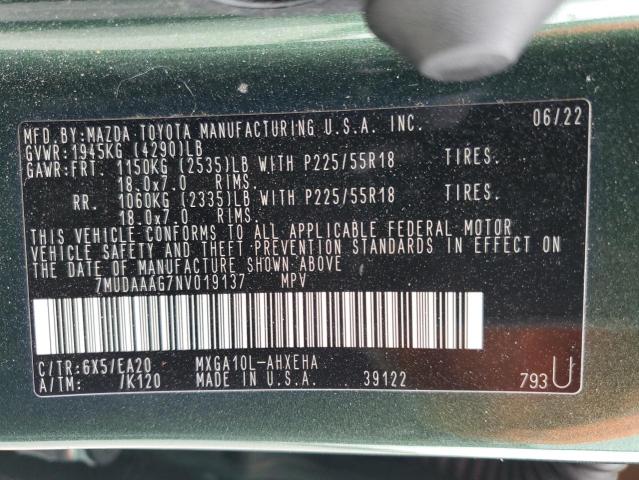 MFD.BY:MAZDA TOYOTA MANUFACTURING U.S.A. INC. 06/22
GVWR:1945KG (4290)LB
GAWR:FRT. 1150KG (2535)LB WITH P225/55R18 TIRES.
18.0x7.0 RIMS.
RR. 1060KG (2335)LB WITH P225/55R18 TIRES.
18.0x7.0 RIMS.
THIS VEHICLE CONFORMS TO ALL APPLICABLE FEDERAL MOTOR
VEHICLE SAFETY AND THEFT PREVENTION STANDARDS IN EFFECT ON
THE DATE OF MANUFACTURE SHOWN ABOVE
7MUDAAAG7NV019137 MPV
C/TR:6X5/EA20 MXGA10L-AHXEHA
A/TM: /K120 MADE IN U.S.A. 39122 793U